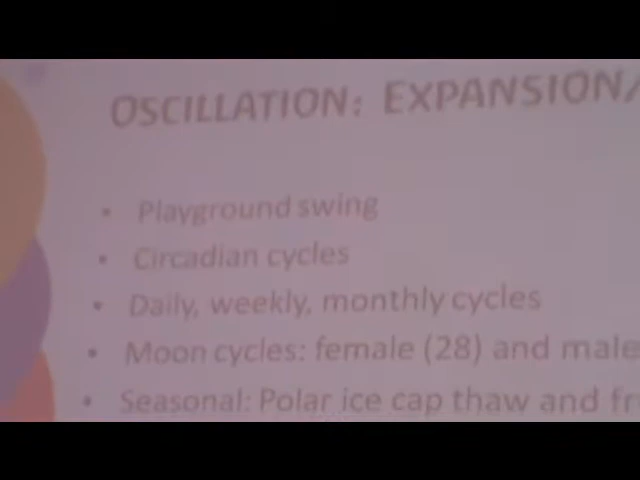 OSCILLATION: EXPANSION/
• Playground swing
• Circadian cycles
• Daily, weekly, monthly cycles
• Moon cycles: female (28) and male
• Seasonal: Polar ice cap thaw and fr